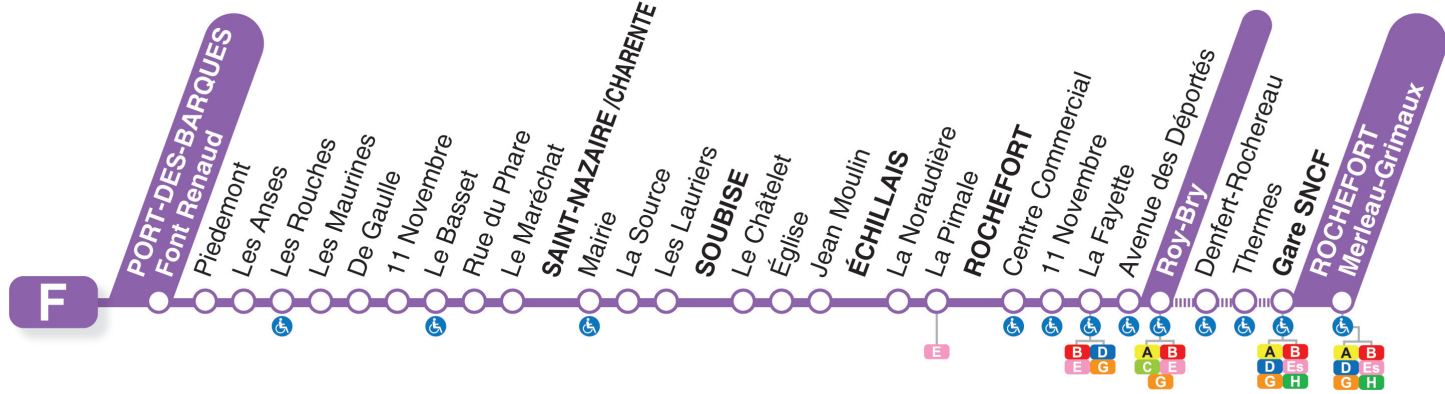 F
PORT-DES-BARQUES
Font Renaud
Piedemont
Les Anses
Les Rouches
Les Maurines
De Gaulle
11 Novembre
Le Basset
Rue du Phare
Le Maréchat
SAINT-NAZAIRE /CHARENTE
Mairie
La Source
Les Lauriers
SOUBISE
Le Châtelet
Église
Jean Moulin
ÉCHILLAIS
La Noraudière
La Pimale
ROCHEFORT
Centre Commercial
11 Novembre
La Fayette
Avenue des Déportés
Roy-Bry
Denfert-Rochereau
Thermes
Gare SNCF
ROCHEFORT
Merleau-Grimaux
E
B D
E G
A B
C E
G
A B
D Es
G H
A B
D Es
G H